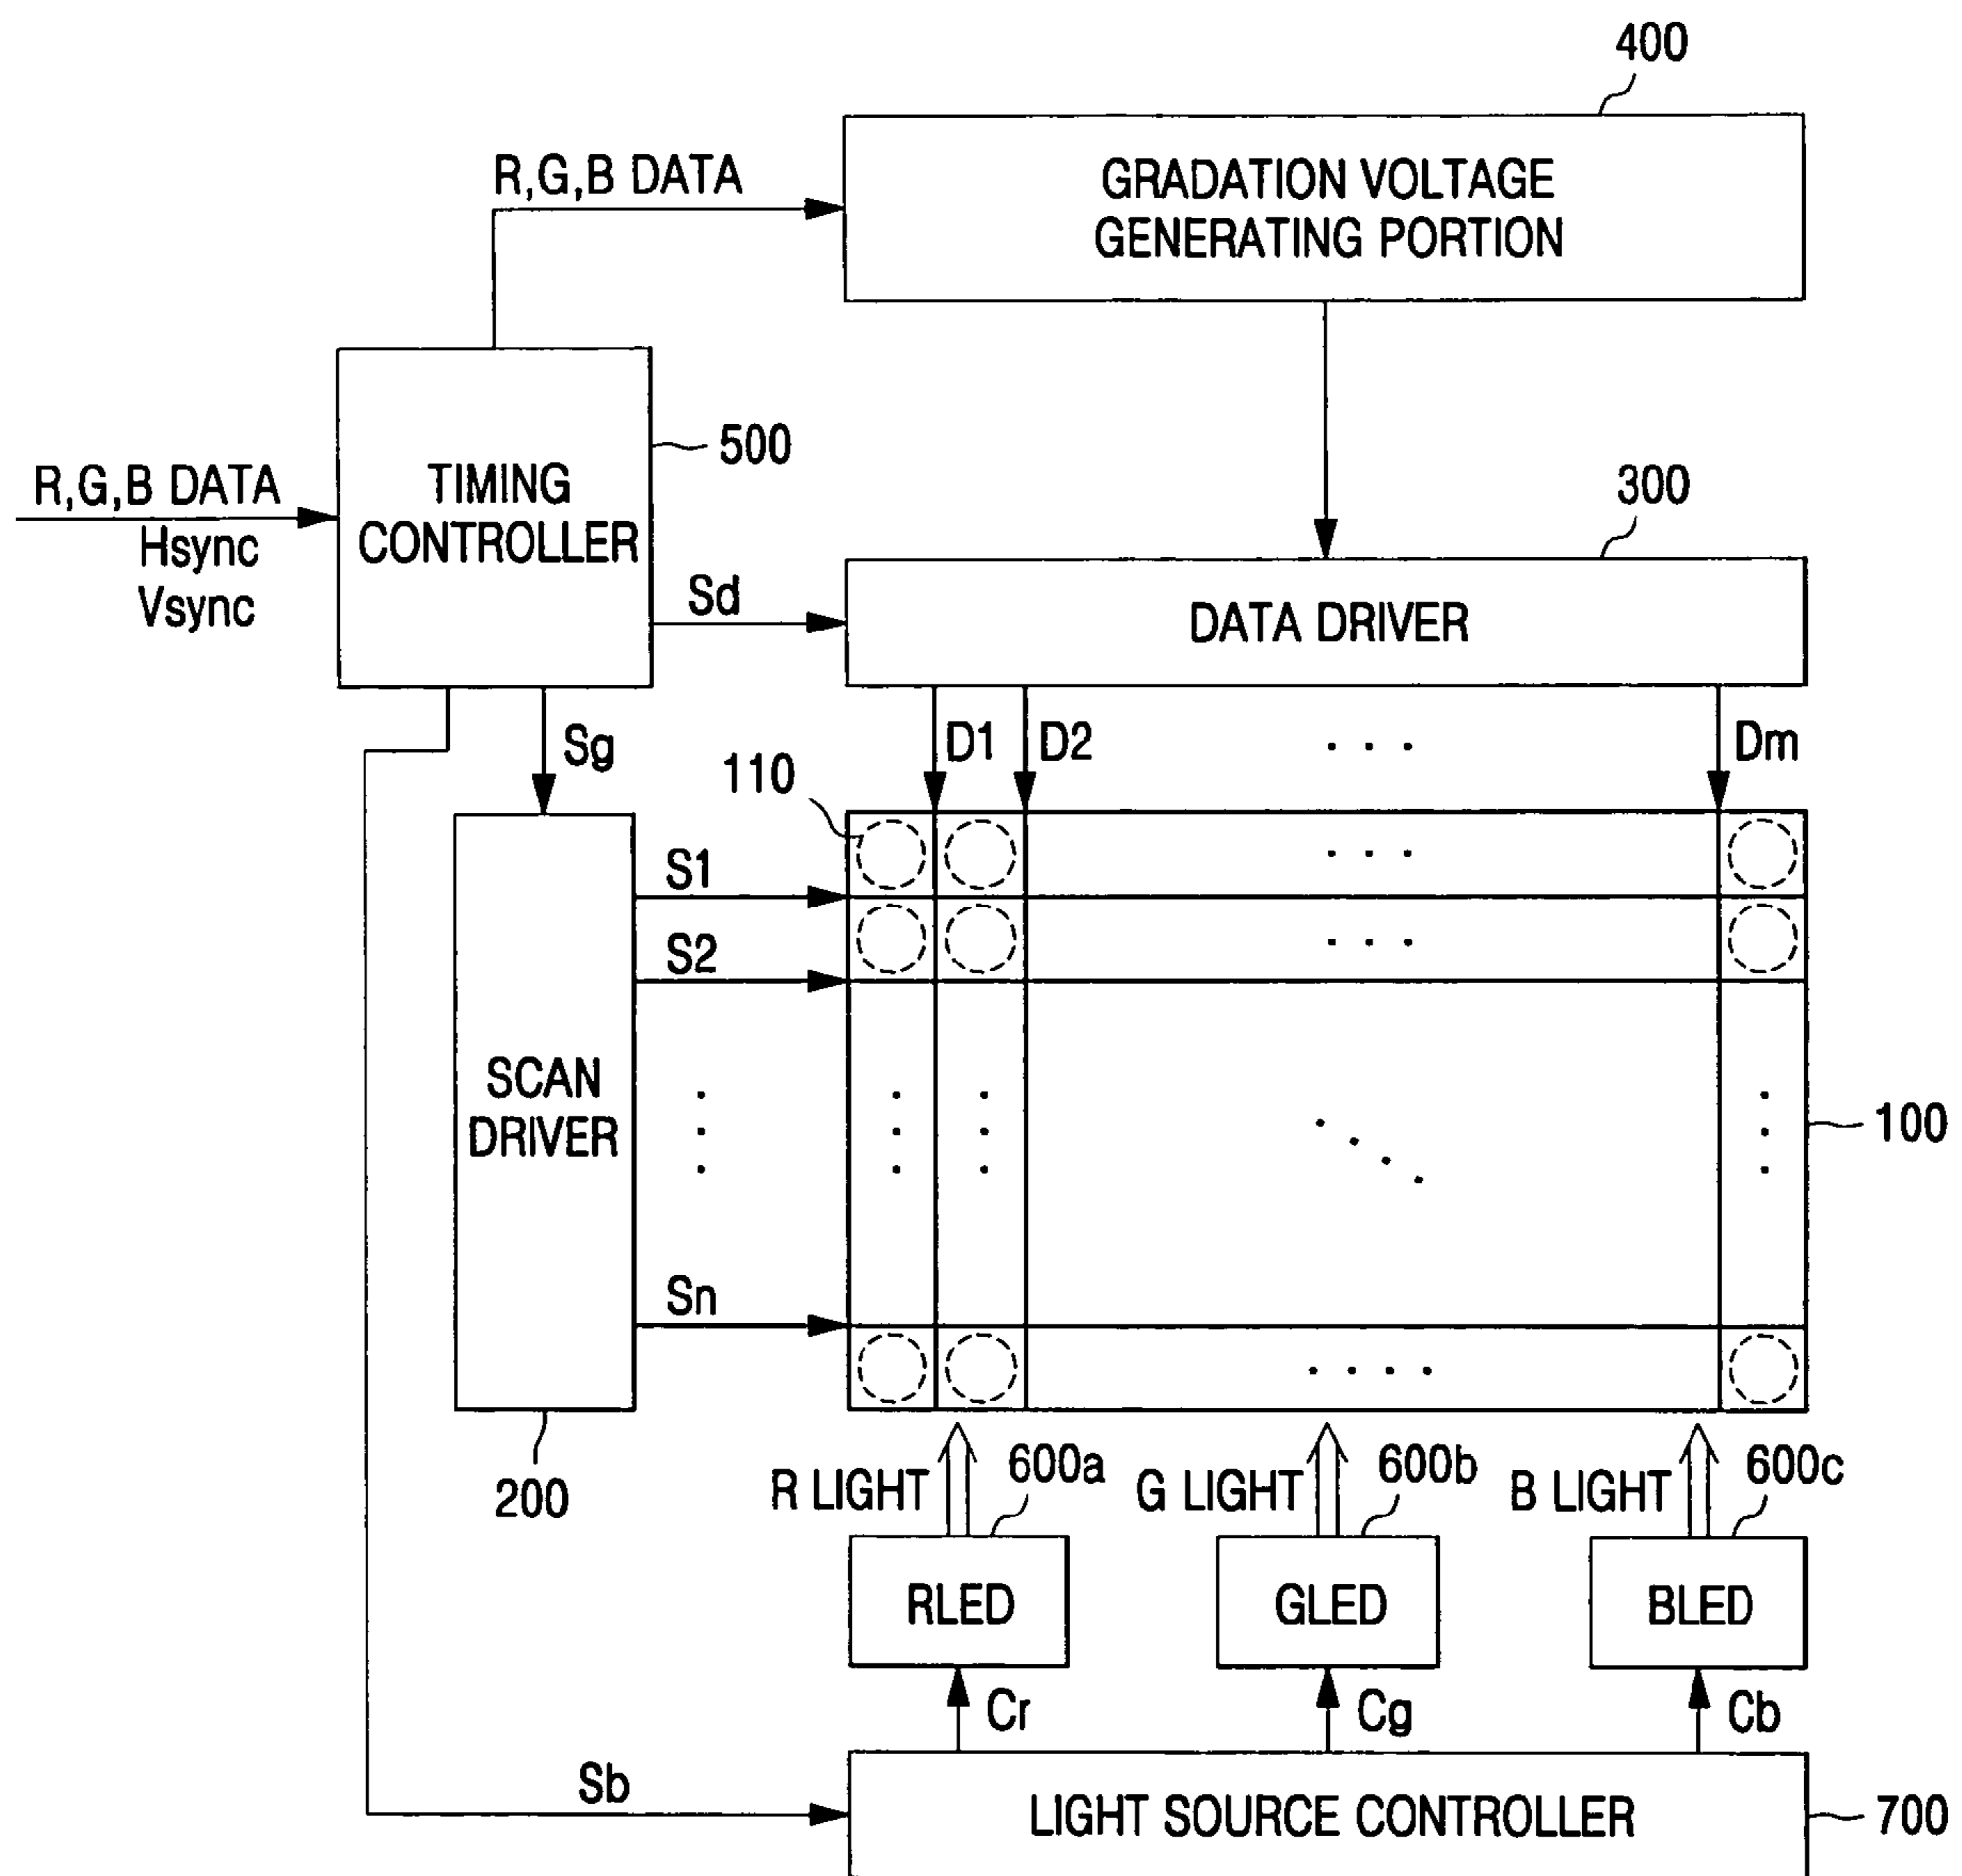 400
R,G,B DATA
GRADATION VOLTAGE
GENERATING PORTION
500
R,G,B DATA
Hsync
Vsync
TIMING
CONTROLLER
300
Sd
DATA DRIVER
Sg
D1
D2
. . .
Dm
110
S1
. . .
S2
. . .
SCAN
DRIVER
100
Sn
. . . .
200
R LIGHT
600a
G LIGHT
600b
B LIGHT
600c
RLED
GLED
BLED
Cr
Cg
Cb
Sb
LIGHT SOURCE CONTROLLER
700